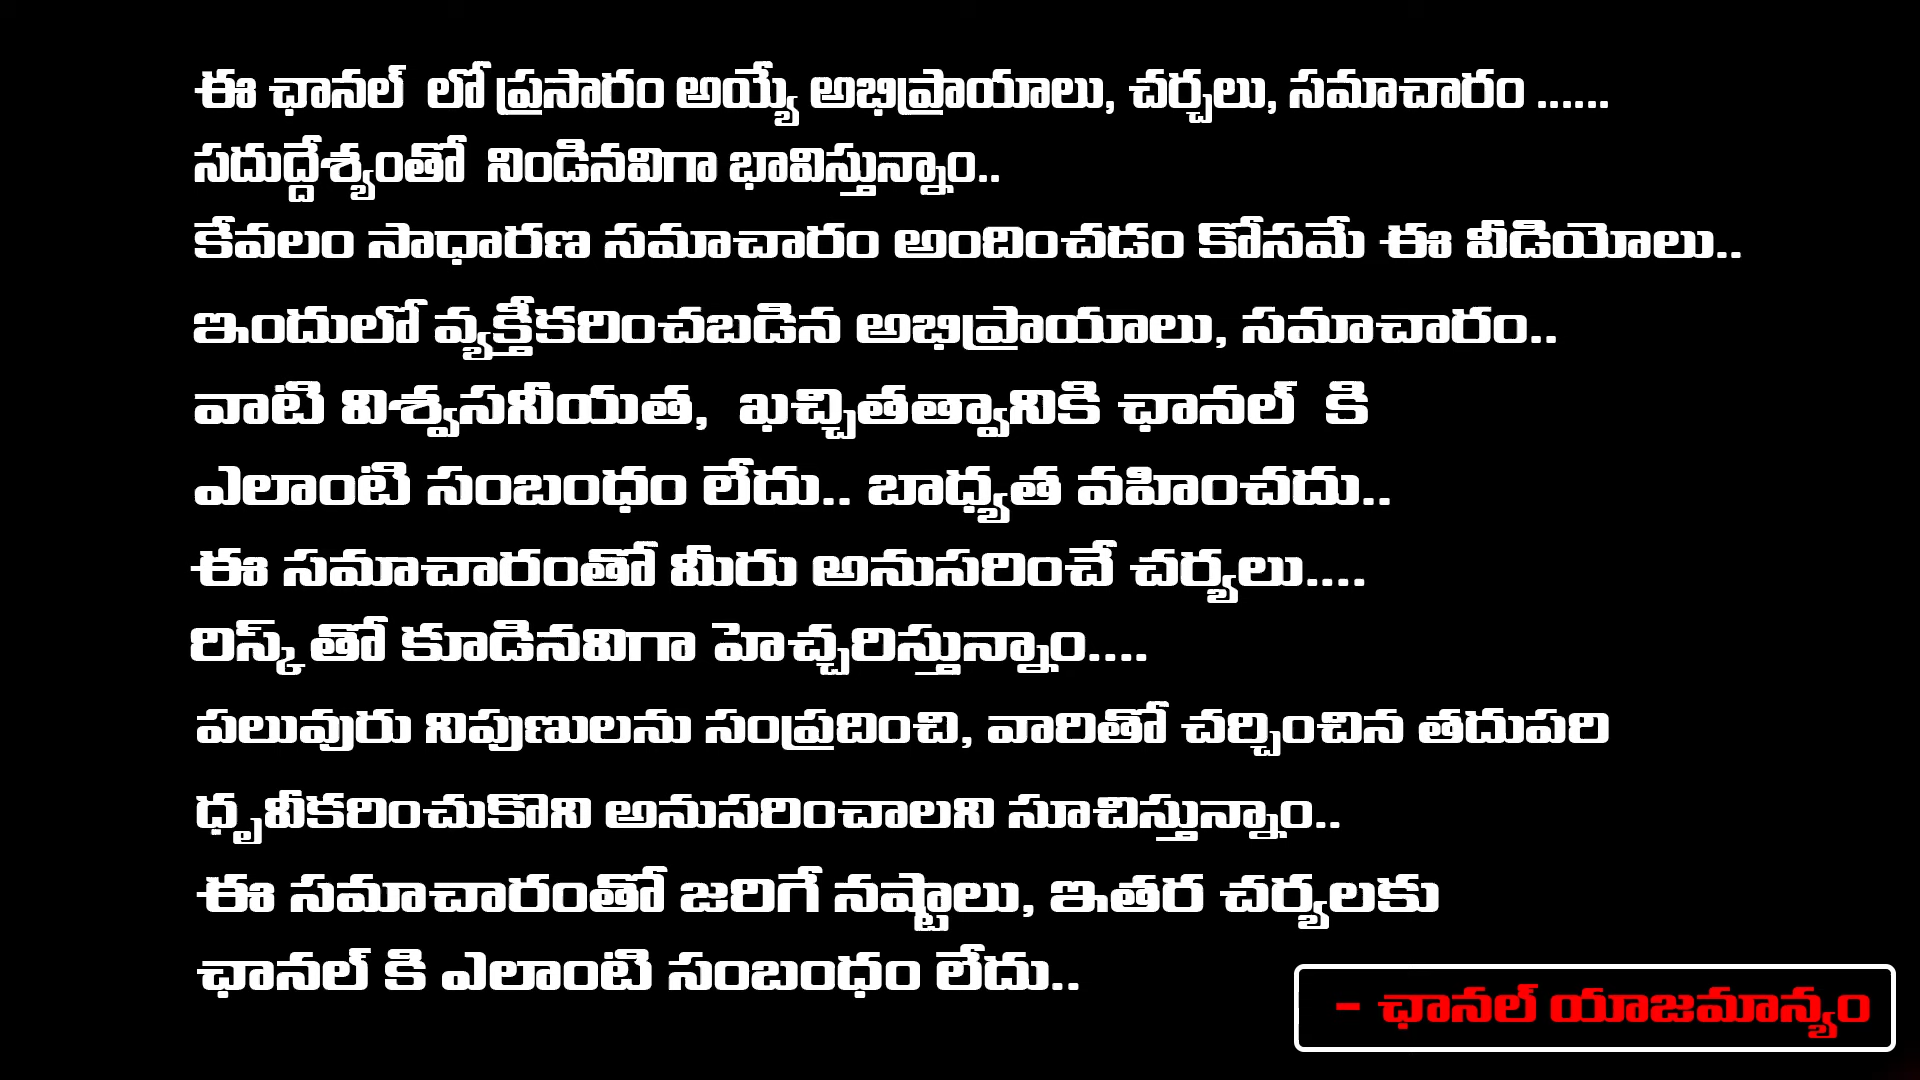 ఈ ఛానల్ లో ప్రసారం అయ్యే అభిప్రాయాలు, చర్చలు, సమాచారం ......
సదుద్దేశ్యంతో నిండినవిగా భావిస్తున్నాం..
కేవలం సాధారణ సమాచారం అందించడం కోసమే ఈ వీడియోలు..
ఇందులో వ్యక్తీకరించబడిన అభిప్రాయాలు, సమాచారం..
వాటి విశ్వసనీయత, ఖచ్చితత్వానికి ఛానల్ కి
ఎలాంటి సంబంధం లేదు.. బాధ్యత వహించదు..
ఈ సమాచారంతో మీరు అనుసరించే చర్యలు....
రిస్క్ తో కూడినవిగా హెచ్చరిస్తున్నాం....
పలువురు నిపుణులను సంప్రదించి, వారితో చర్చించిన తదుపరి
ధృవీకరించుకొని అనుసరించాలని సూచిస్తున్నాం..
ఈ సమాచారంతో జరిగే నష్టాలు, ఇతర చర్యలకు
ఛానల్ కి ఎలాంటి సంబంధం లేదు..
- ఛానల్ యాజమాన్యం